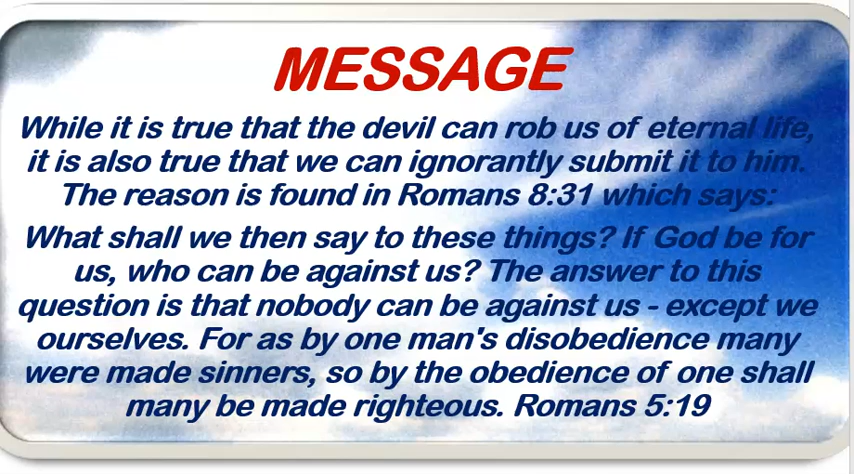 MESSAGE
While it is true that the devil can rob us of eternal life,
it is also true that we can ignorantly submit it to him.
The reason is found in Romans 8:31 which says:
What shall we then say to these things? If God be for
us, who can be against us? The answer to this
question is that nobody can be against us - except we
ourselves. For as by one man's disobedience many
were made sinners, so by the obedience of one shall
many be made righteous. Romans 5:19